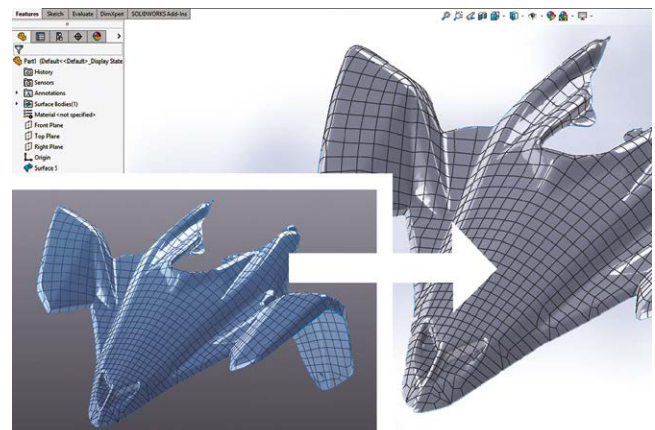 Features Sketch Evaluate DimXpert SOLIDWORKS Add-Ins
Part1 (Default<<Default>_Display State
History
Sensors
Annotations
Surface Bodies(1)
Material <not specified>
Front Plane
Top Plane
Right Plane
Origin
Surface 5